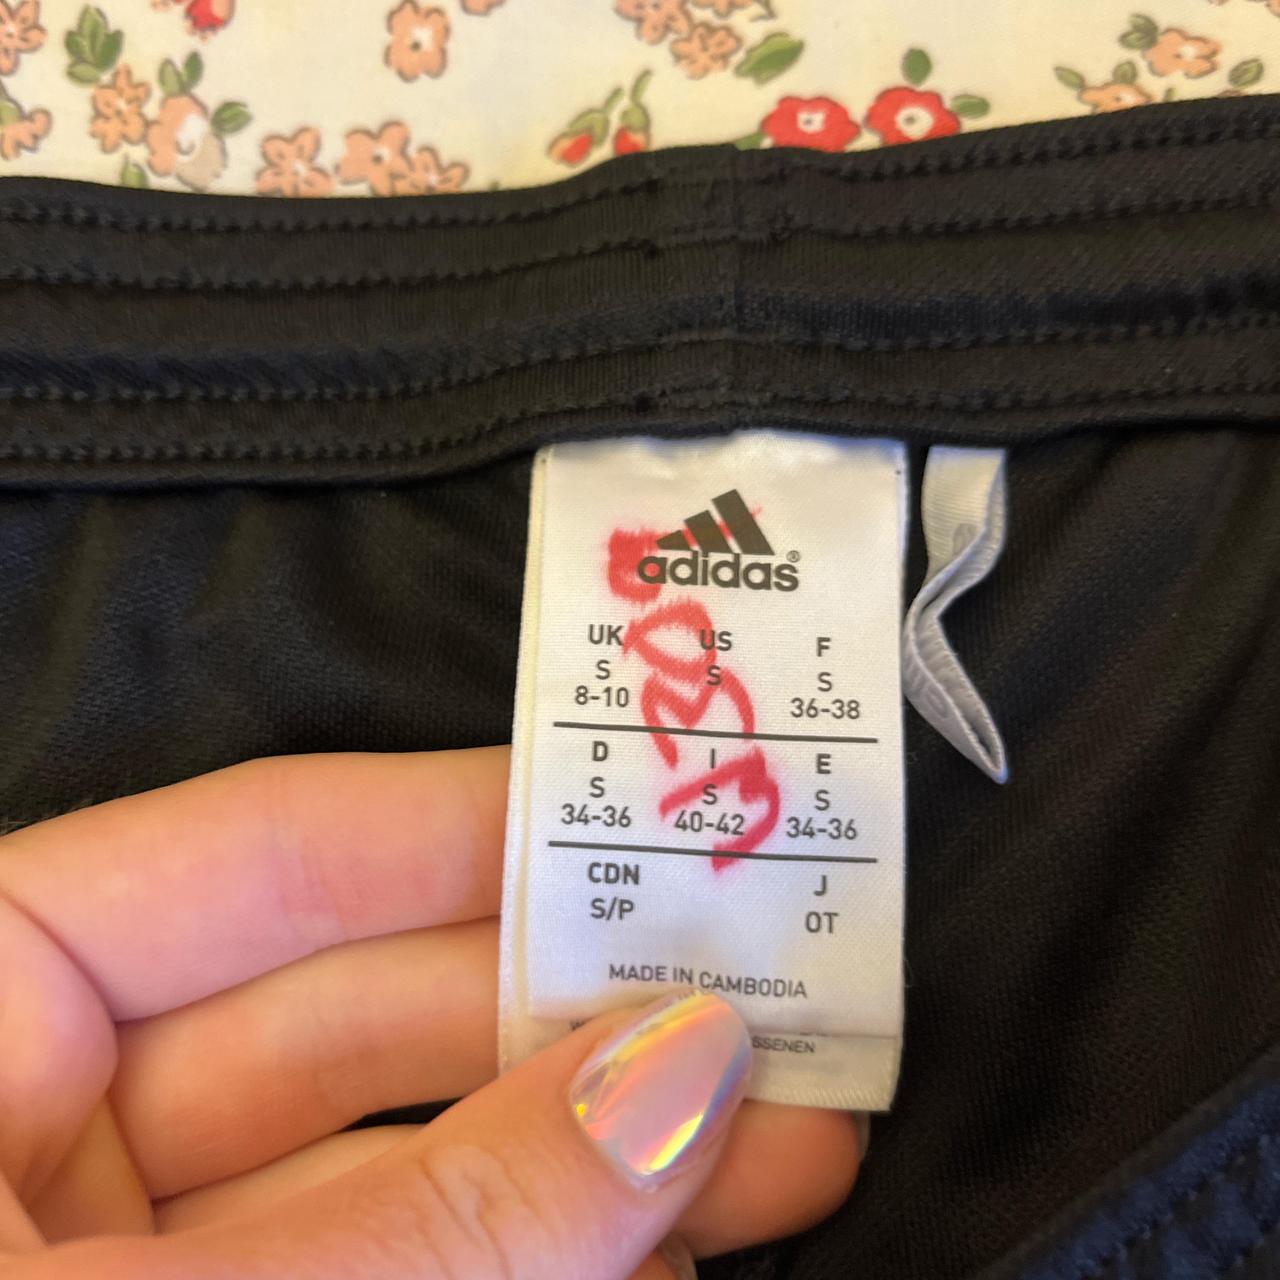 adidas®
UK US F
S S S
8-10 36-38
D I E
S S S
34-36 40-42 34-36
CDN J
S/P OT
MADE IN CAMBODIA